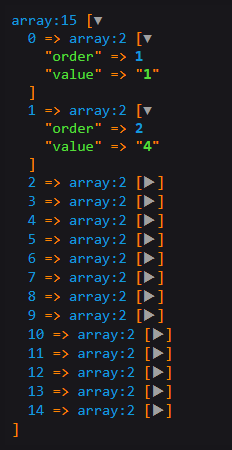 array:15 [▼
  0 => array:2 [▼
    "order" => 1
    "value" => "1"
  ]
  1 => array:2 [▼
    "order" => 2
    "value" => "4"
  ]
  2 => array:2 [▶]
  3 => array:2 [▶]
  4 => array:2 [▶]
  5 => array:2 [▶]
  6 => array:2 [▶]
  7 => array:2 [▶]
  8 => array:2 [▶]
  9 => array:2 [▶]
  10 => array:2 [▶]
  11 => array:2 [▶]
  12 => array:2 [▶]
  13 => array:2 [▶]
  14 => array:2 [▶]
]